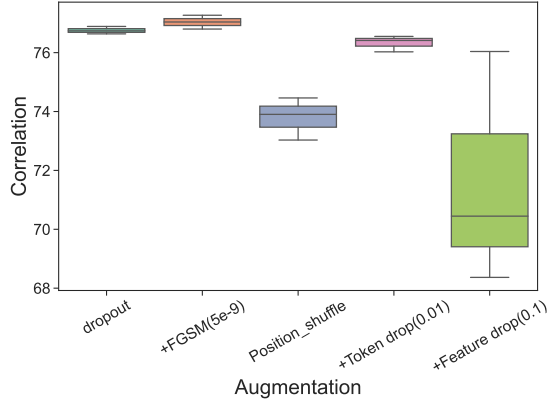 Correlation
76
74
72
70
68
dropout
+FGSM(5e-9)
Position_shuffle
+Token drop(0.01)
+Feature drop(0.1)
Augmentation